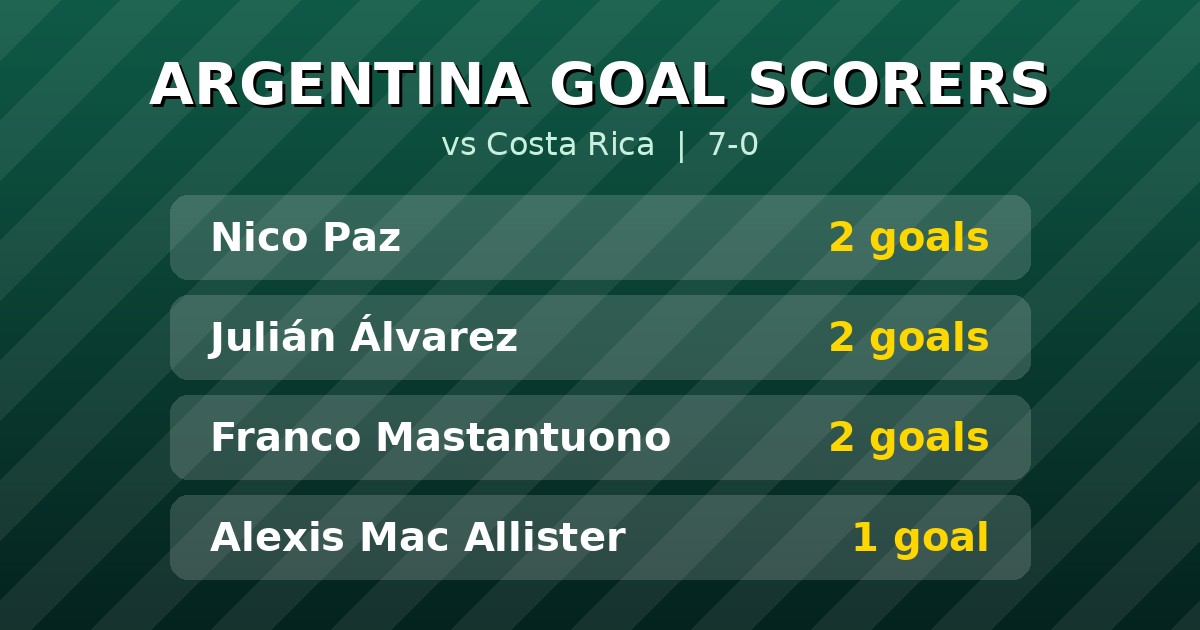 ARGENTINA GOAL SCORERS
vs Costa Rica | 7-0
Nico Paz 2 goals
Julián Álvarez 2 goals
Franco Mastantuono 2 goals
Alexis Mac Allister 1 goal